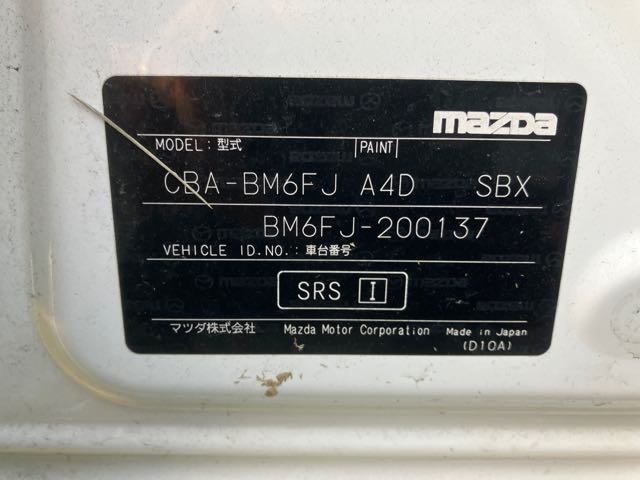 mazda
MODEL: 型式 PAINT
CBA-BM6FJ A4D SBX
BM6FJ-200137
VEHICLE ID.NO.: 車台番号
SRS I
マツダ株式会社 Mazda Motor Corporation Made in Japan
(D10A)